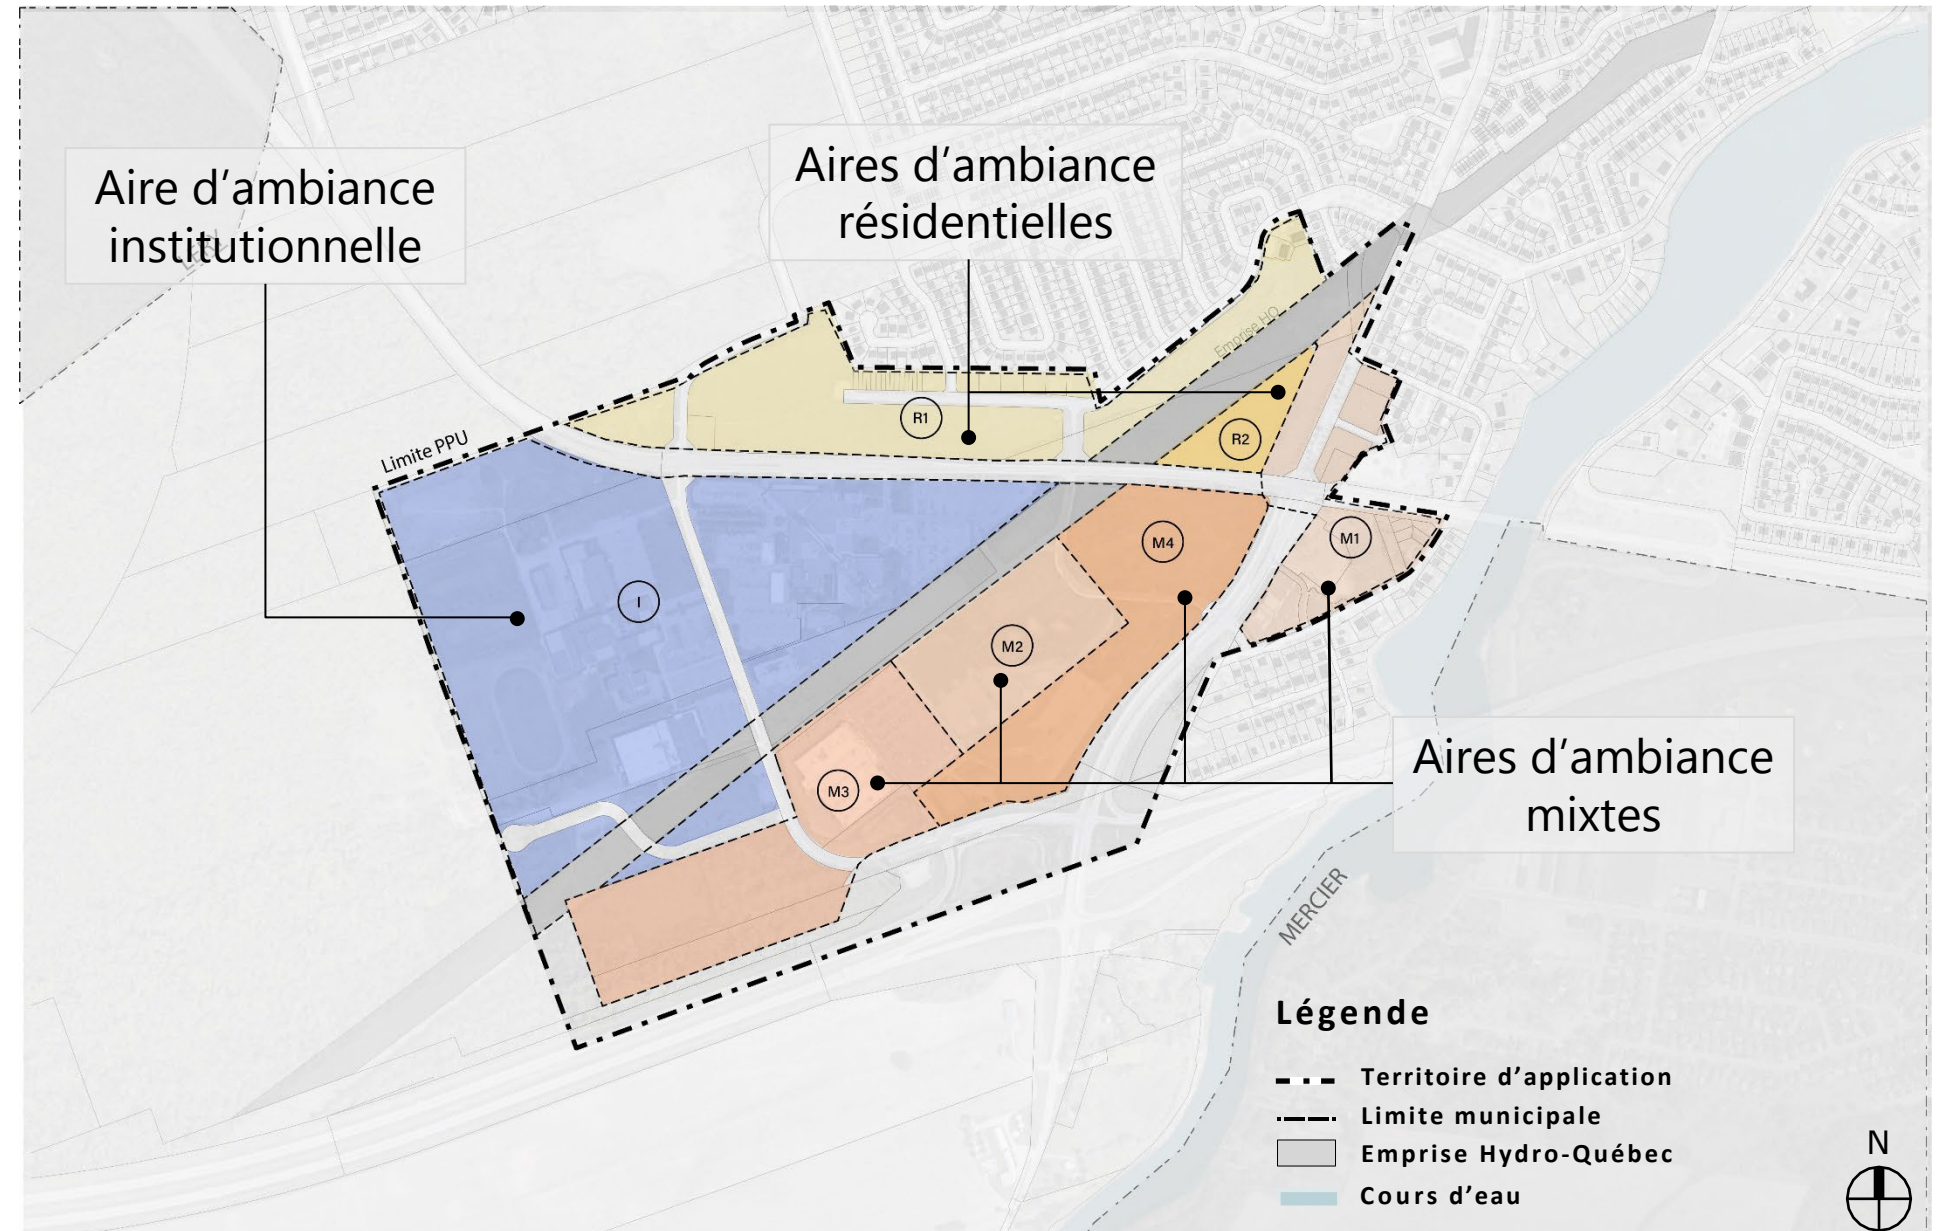 Aire d’ambiance
institutionnelle
LÉRY
Aires d’ambiance
résidentielles
Emprise HQ
Limite PPU
R1
R2
M4
M1
I
M2
M3
Aires d’ambiance
mixtes
MERCIER
Légende
Territoire d’application
Limite municipale
Emprise Hydro-Québec
Cours d’eau
N